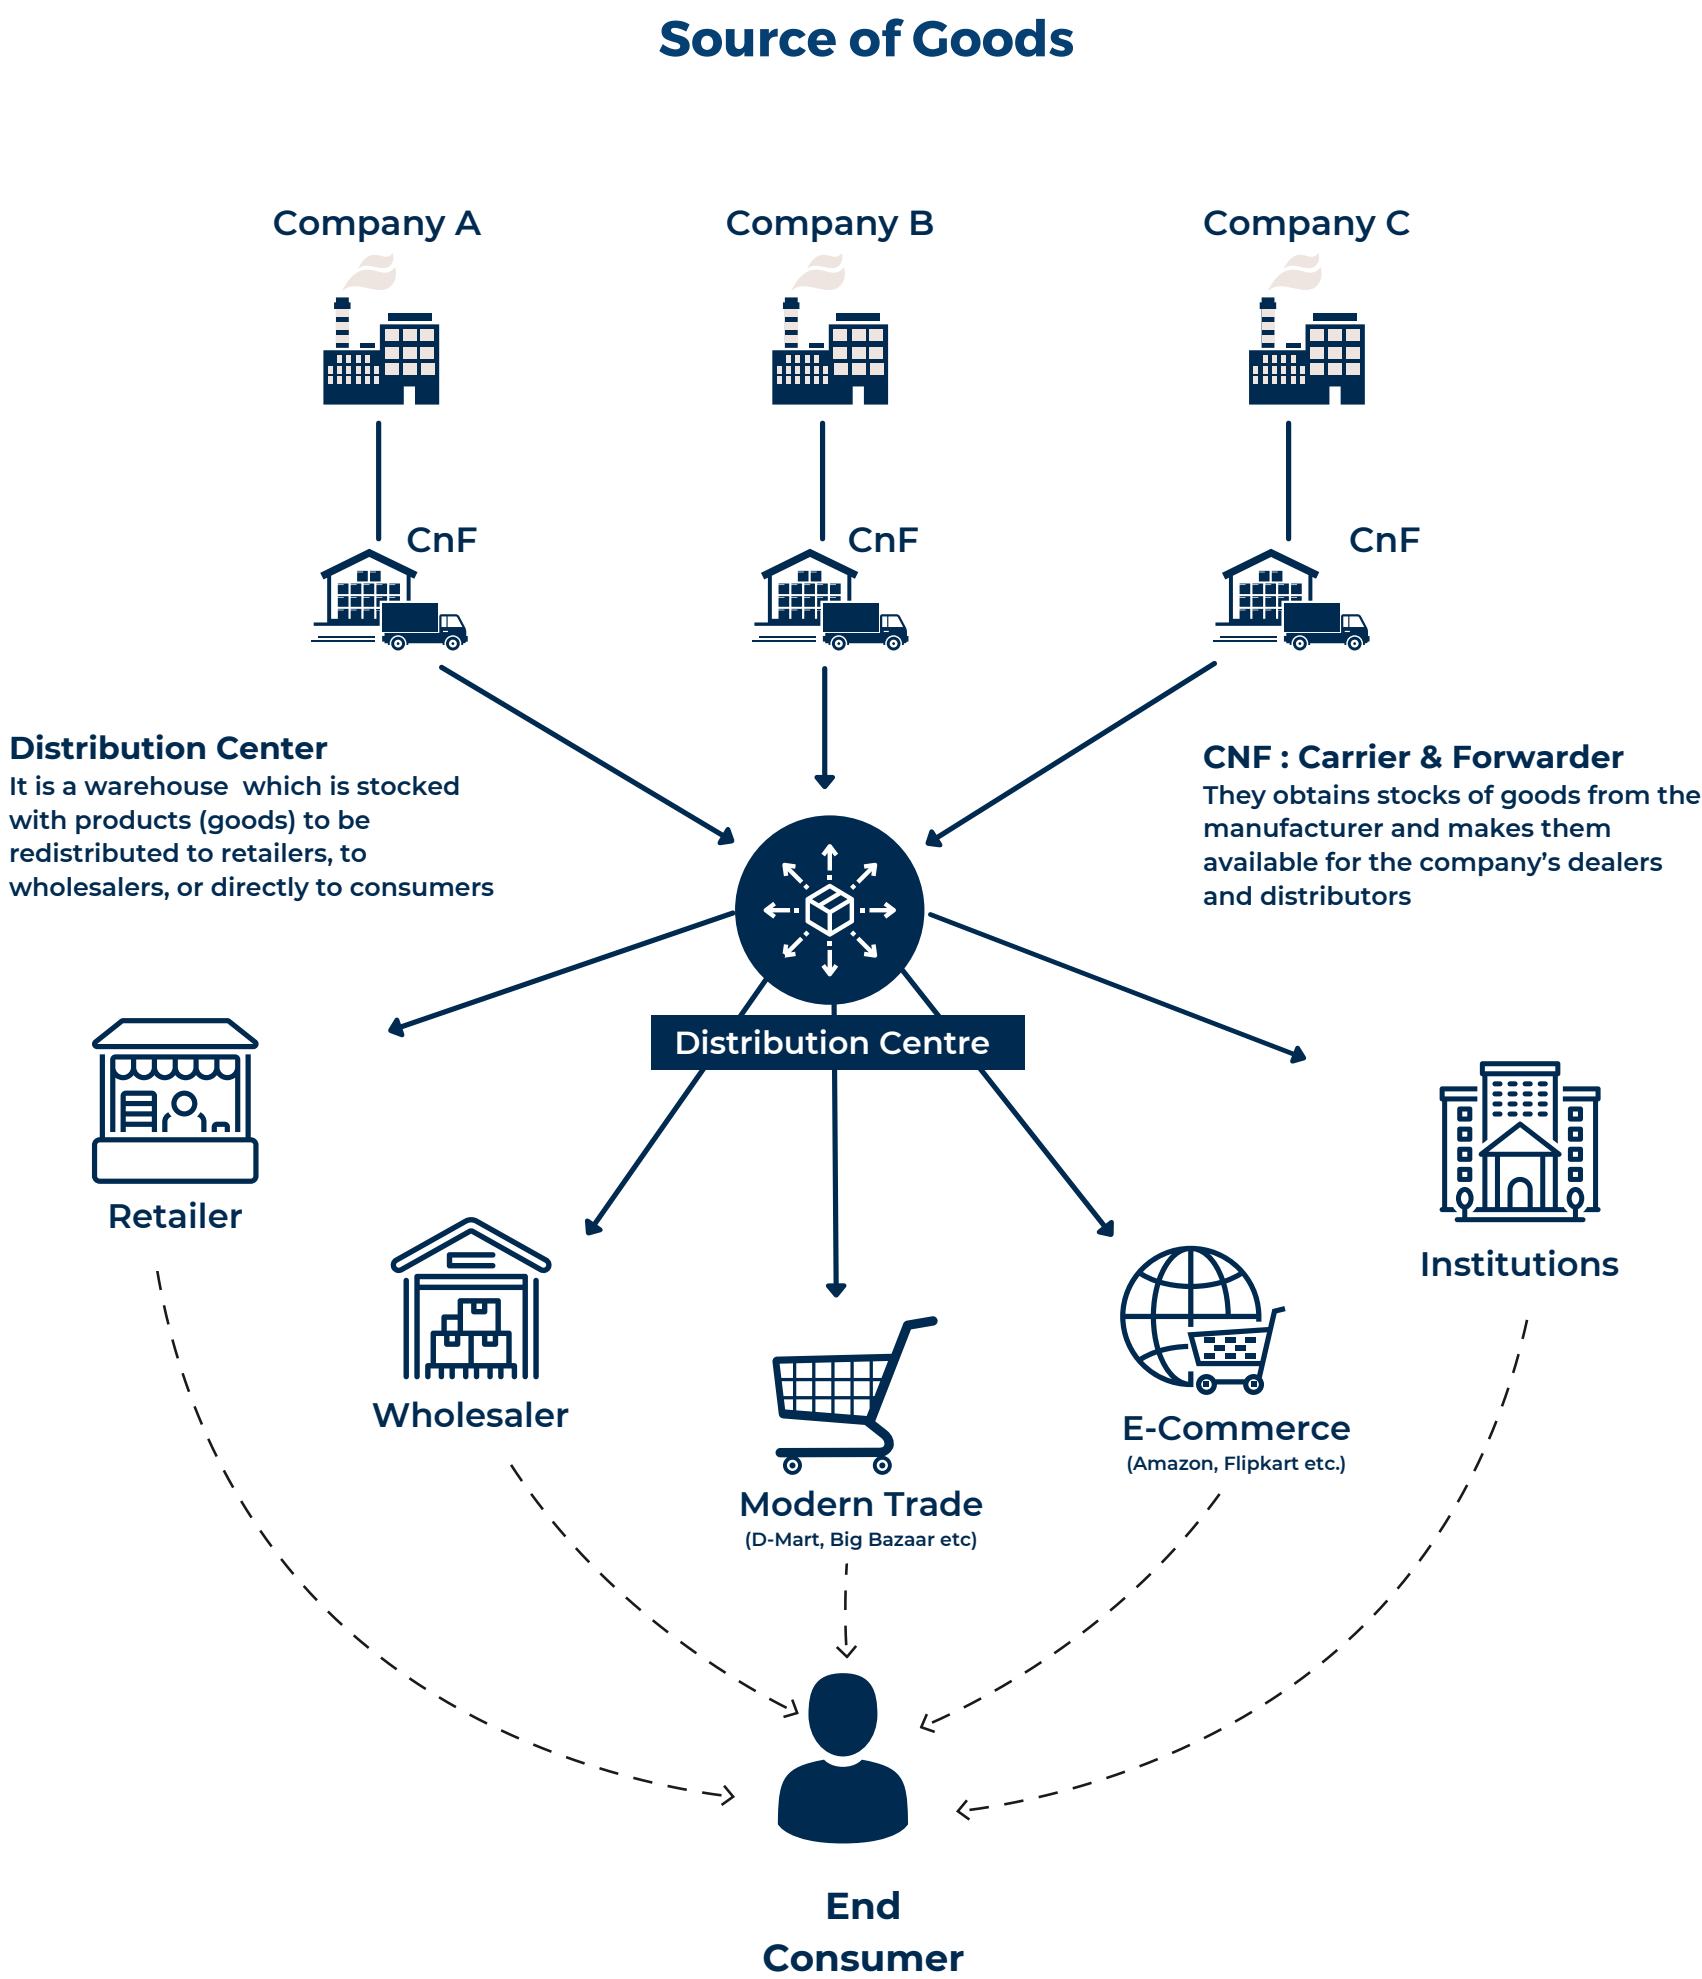 Source of Goods
Company A
Company B
Company C
CnF
CnF
CnF
Distribution Center
It is a warehouse  which is stocked
with products (goods) to be
redistributed to retailers, to
wholesalers, or directly to consumers
CNF : Carrier & Forwarder
They obtains stocks of goods from the
manufacturer and makes them
available for the company’s dealers
and distributors
Distribution Centre
Retailer
Wholesaler
Modern Trade
(D-Mart, Big Bazaar etc)
E-Commerce
(Amazon, Flipkart etc.)
Institutions
End
Consumer